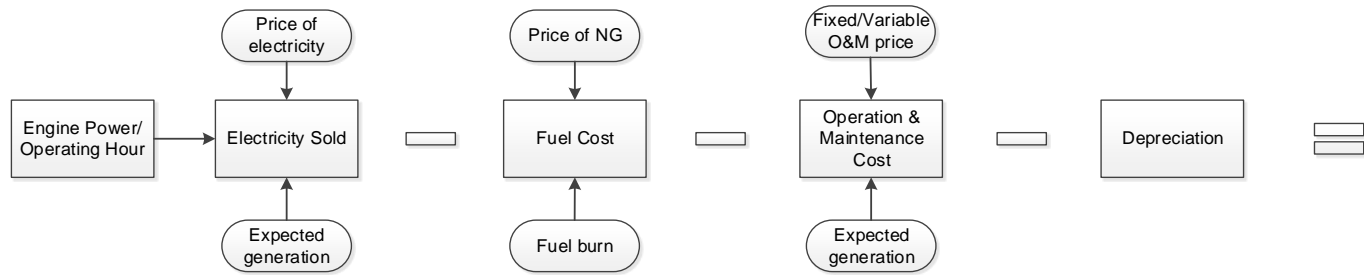 Price of
electricity
Price of NG
Fixed/Variable
O&M price
Engine Power/
Operating Hour
Electricity Sold
Fuel Cost
Operation &
Maintenance
Cost
Depreciation
Expected
generation
Fuel burn
Expected
generation